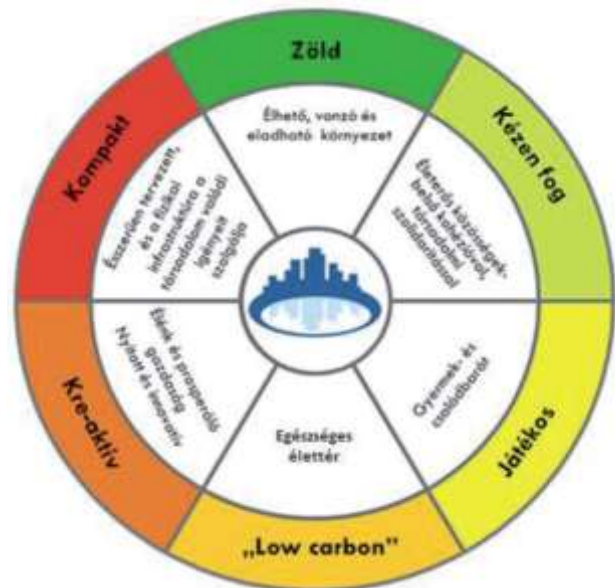 Zöld
Élhető, vonzó és
eladható környezet
Kézen fog
Életerős közösségek-
belső kohézióval,
társadalmi
szolidaritással
Játékos
Gyermek- és
családbarát
„Low carbon”
Egészséges
élettér
Kre-aktív
Élénk és prosperáló
gazdaság
Nyitott és innovatív
Kompakt
Ésszerűen tervezett,
és a fizikai
infrastruktúra a
társadalom valódi
igényeit
szolgálja